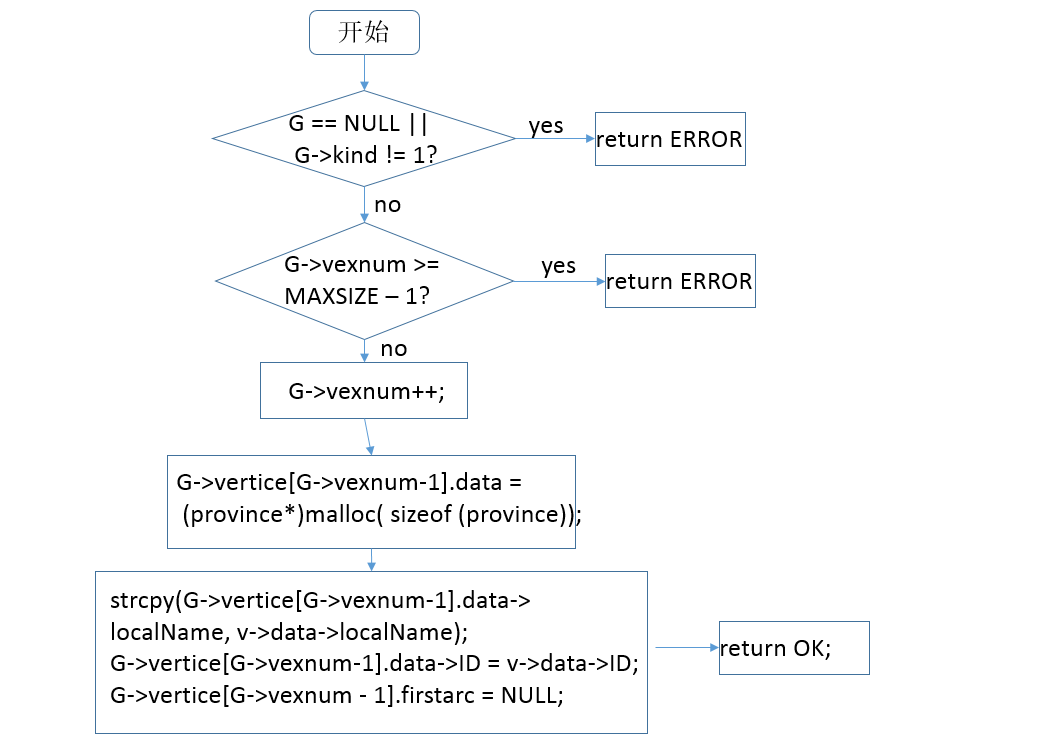 开始
G == NULL ||
G->kind != 1?
yes
return ERROR
no
G->vexnum >=
MAXSIZE – 1?
yes
return ERROR
no
G->vexnum++;
G->vertice[G->vexnum-1].data =
(province*)malloc( sizeof (province));
strcpy(G->vertice[G->vexnum-1].data->
localName, v->data->localName);
G->vertice[G->vexnum-1].data->ID = v->data->ID;
G->vertice[G->vexnum - 1].firstarc = NULL;
return OK;